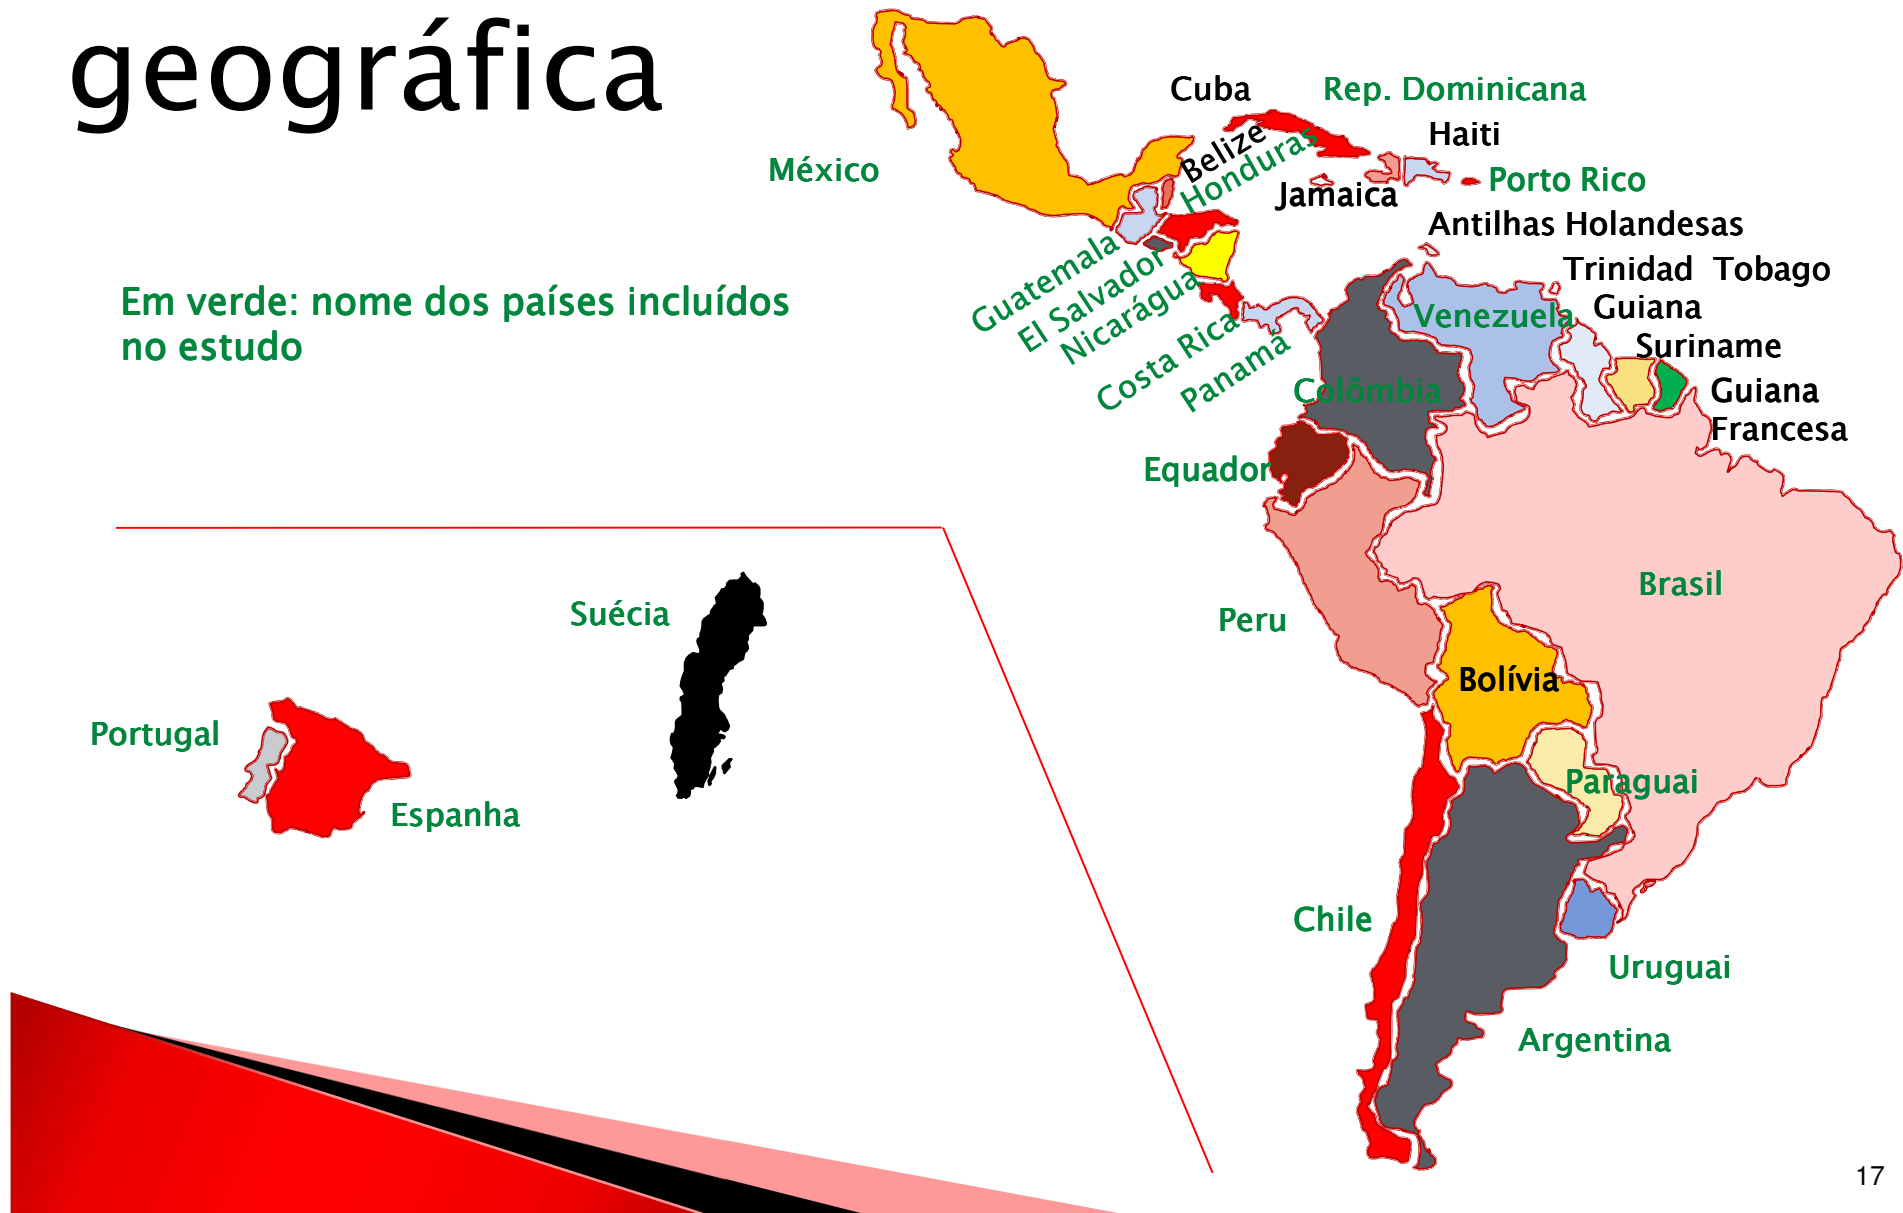 geográfica
Cuba
Rep. Dominicana
Haiti
Belize
Honduras
México
Jamaica
Porto Rico
Antilhas Holandesas
Trinidad  Tobago
Guatemala
El Salvador
Nicarágua
Costa Rica
Panamá
Venezuela
Guiana
Em verde: nome dos países incluídos
no estudo
Suriname
Colômbia
Guiana
Francesa
Equador
Brasil
Peru
Suécia
Bolívia
Portugal
Paraguai
Espanha
Chile
Uruguai
Argentina
17